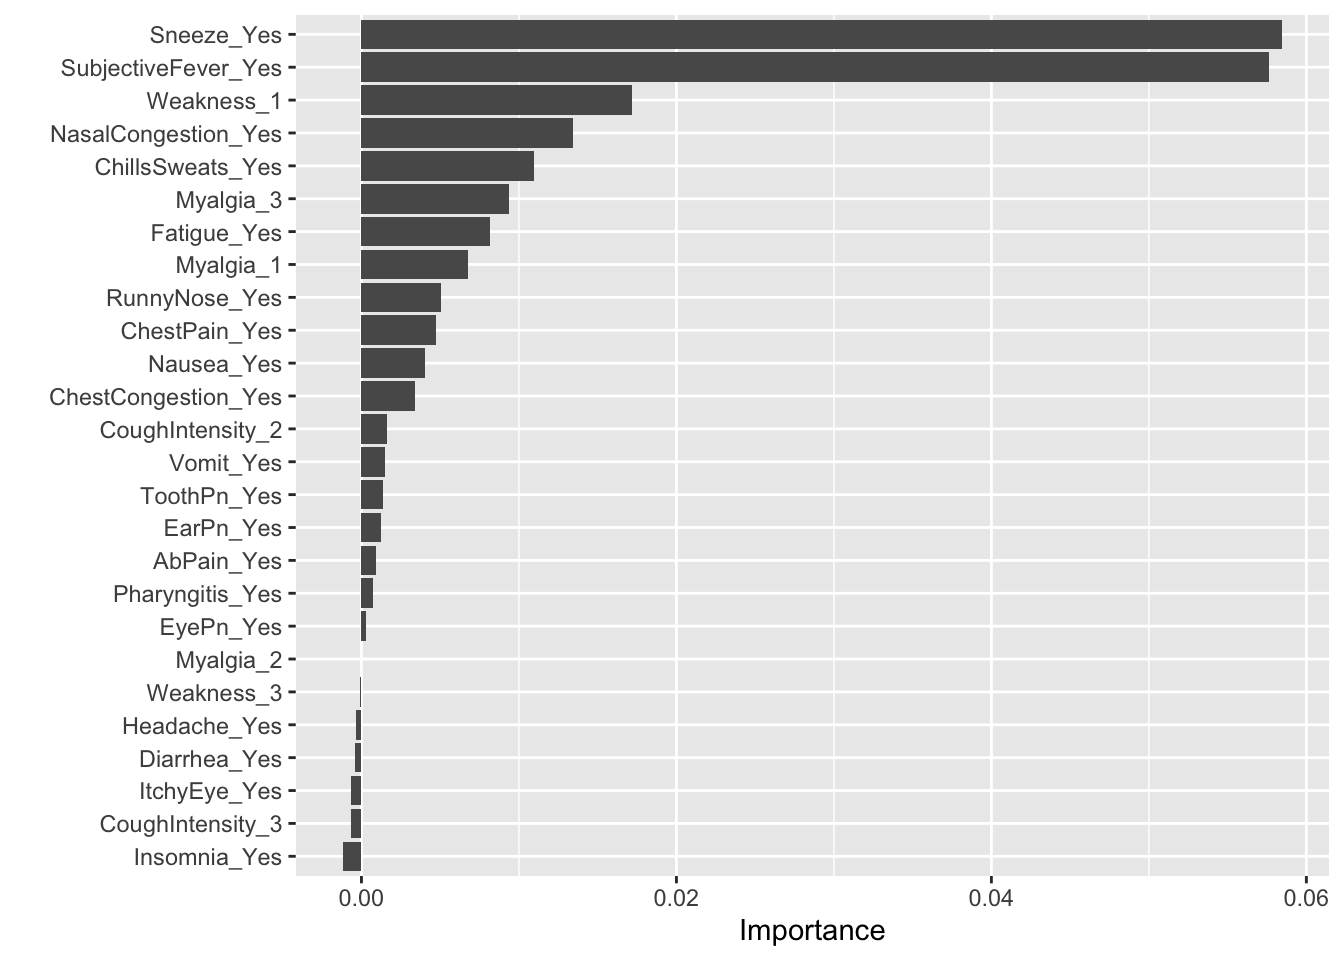 Sneeze_Yes
SubjectiveFever_Yes
Weakness_1
NasalCongestion_Yes
ChillsSweats_Yes
Myalgia_3
Fatigue_Yes
Myalgia_1
RunnyNose_Yes
ChestPain_Yes
Nausea_Yes
ChestCongestion_Yes
CoughIntensity_2
Vomit_Yes
ToothPn_Yes
EarPn_Yes
AbPain_Yes
Pharyngitis_Yes
EyePn_Yes
Myalgia_2
Weakness_3
Headache_Yes
Diarrhea_Yes
ItchyEye_Yes
CoughIntensity_3
Insomnia_Yes
0.00 0.02 0.04 0.06
Importance